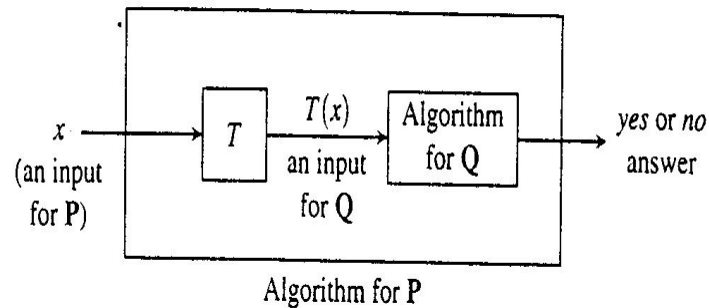 x
(an input
for P)
T
T(x)
an input
for Q
Algorithm
for Q
yes or no
answer
Algorithm for P